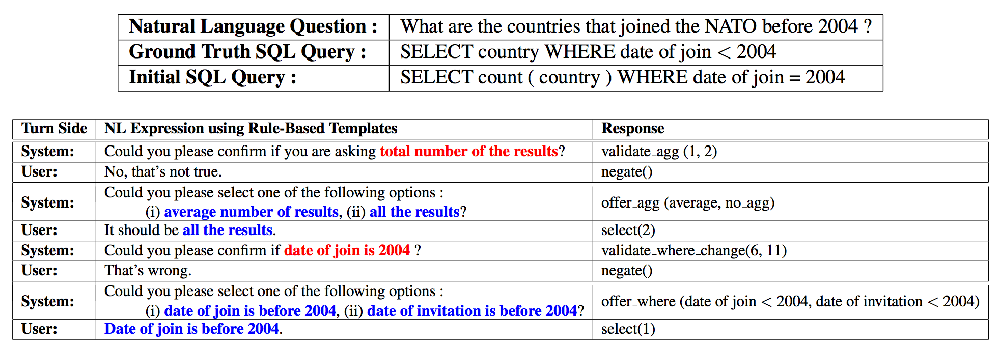 Natural Language Question : What are the countries that joined the NATO before 2004 ?
Ground Truth SQL Query : SELECT country WHERE date of join < 2004
Initial SQL Query : SELECT count ( country ) WHERE date of join = 2004
Turn Side NL Expression using Rule-Based Templates Response
System: Could you please confirm if you are asking total number of the results? validate_agg (1, 2)
User: No, that's not true. negate()
System: Could you please select one of the following options :
(i) average number of results, (ii) all the results? offer_agg (average, no_agg)
User: It should be all the results. select(2)
System: Could you please confirm if date of join is 2004 ? validate_where_change(6, 11)
User: That's wrong. negate()
System: Could you please select one of the following options :
(i) date of join is before 2004, (ii) date of invitation is before 2004? offer_where (date of join < 2004, date of invitation < 2004)
User: Date of join is before 2004. select(1)